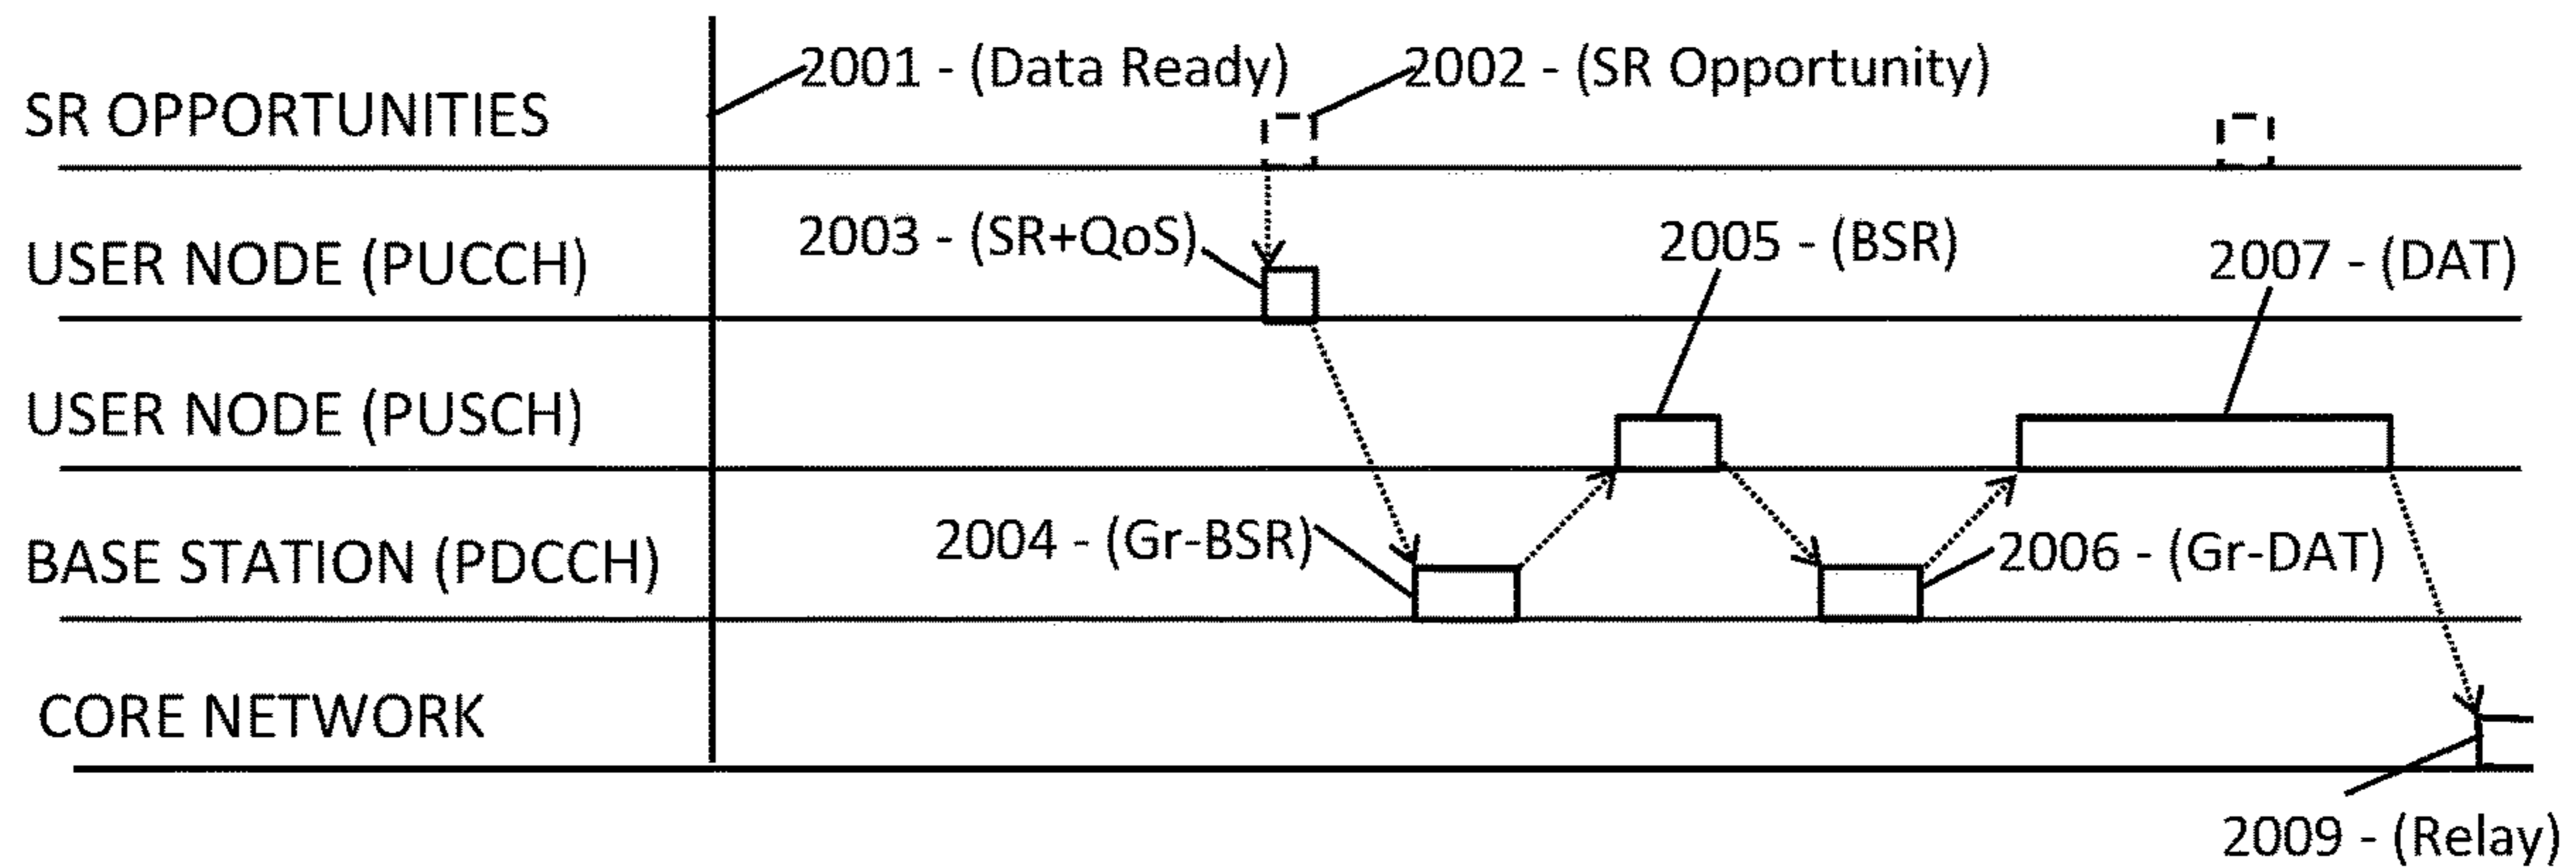 2001 - (Data Ready)
2002 - (SR Opportunity)
SR OPPORTUNITIES
2003 - (SR+QoS)
2005 - (BSR)
2007 - (DAT)
USER NODE (PUCCH)
USER NODE (PUSCH)
2004 - (Gr-BSR)
2006 - (Gr-DAT)
BASE STATION (PDCCH)
CORE NETWORK
2009 - (Relay)